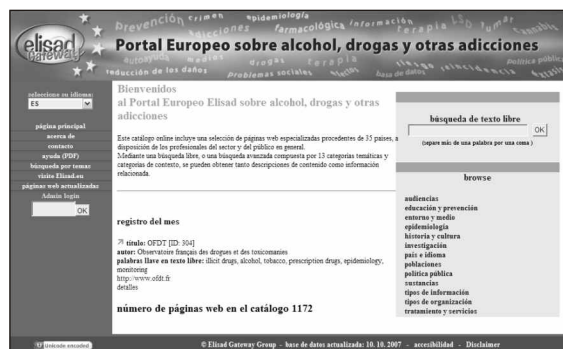 prevención crimen epidemiología
adicciones farmacológica información terapia LSD fumar cannabis
elisad
Gateway
Portal Europeo sobre alcohol, drogas y otras adicciones
autoayuda medios drogas terapia riesgo reincidencia política pública
reducción de los daños problemas sociales base de datos
seleccione su idioma:
ES
página principal
acerca de
contacto
ayuda (PDF)
búsqueda por temas
visite Elisad.eu
páginas web actualizadas
Admin login
OK
Bienvenidos
al Portal Europeo Elisad sobre alcohol, drogas y otras
adicciones
Este catálogo online incluye una selección de páginas web especializadas procedentes de 35 países, a
disposición de los profesionales del sector y del público en general.
Mediante una búsqueda libre, o una búsqueda avanzada compuesta por 13 categorías temáticas y
categorías de contexto, se pueden obtener tanto descripciones de contenido como información
relacionada.
registro del mes
título: OFDT [ID: 304]
autor: Observatoire français des drogues et des toxicomanies
palabras llave en texto libre: illicit drugs, alcohol, tobacco, prescription drugs, epidemiology,
monitoring
http://www.ofdt.fr
detalles
número de páginas web en el catálogo 1172
búsqueda de texto libre
OK
(separe más de una palabra por una coma )
browse
audiencias
educación y prevención
entorno y medio
epidemiología
historia y cultura
investigación
país e idioma
poblaciones
política pública
sustancias
tipos de información
tipos de organización
tratamiento y servicios
Unicode encoded
© Elisad Gateway Group - base de datos actualizada: 10. 10. 2007 - accesibilidad - Disclaimer